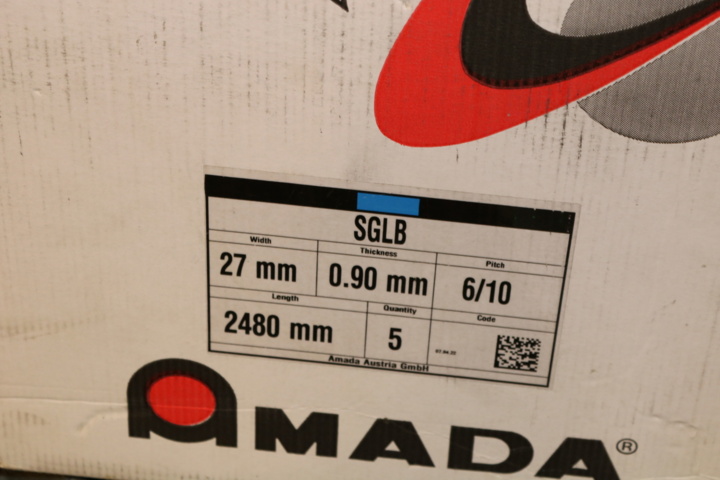 SGLB
Width Thickness Pitch
27 mm 0.90 mm 6/10
Length Quantity Code
2480 mm 5
Amada Austria GmbH
AMADA®